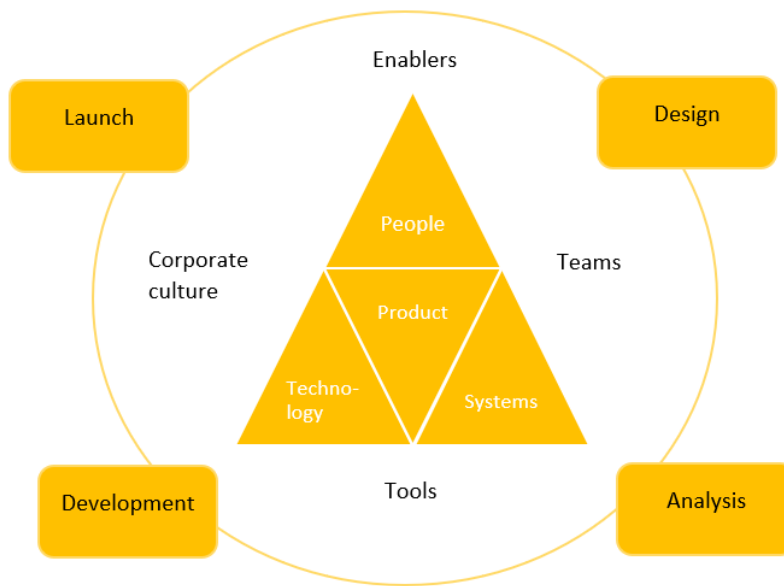 Enablers
Launch
Design
People
Corporate
culture
Teams
Product
Techno-
logy
Systems
Tools
Development
Analysis